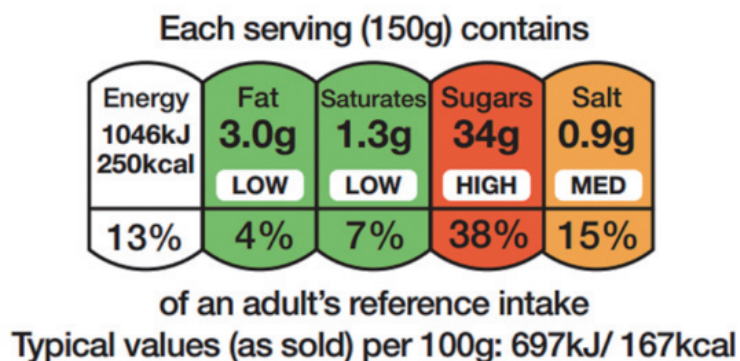 Each serving (150g) contains
Energy Fat Saturates Sugars Salt
1046kJ 3.0g 1.3g 34g 0.9g
250kcal
LOW LOW HIGH MED
13% 4% 7% 38% 15%
of an adult's reference intake
Typical values (as sold) per 100g: 697kJ/ 167kcal